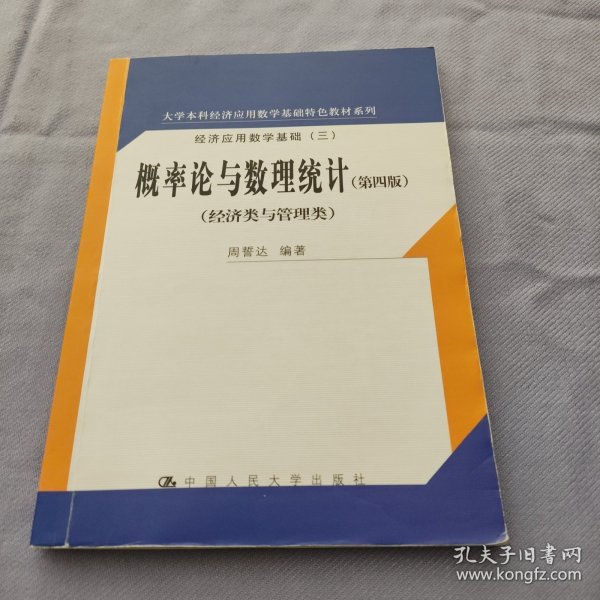 大学本科经济应用数学基础特色教材系列
经济应用数学基础（三）
概率论与数理统计（第四版）
（经济类与管理类）
周誓达 编著
中国人民大学出版社
孔夫子旧书网
www.kongfz.com